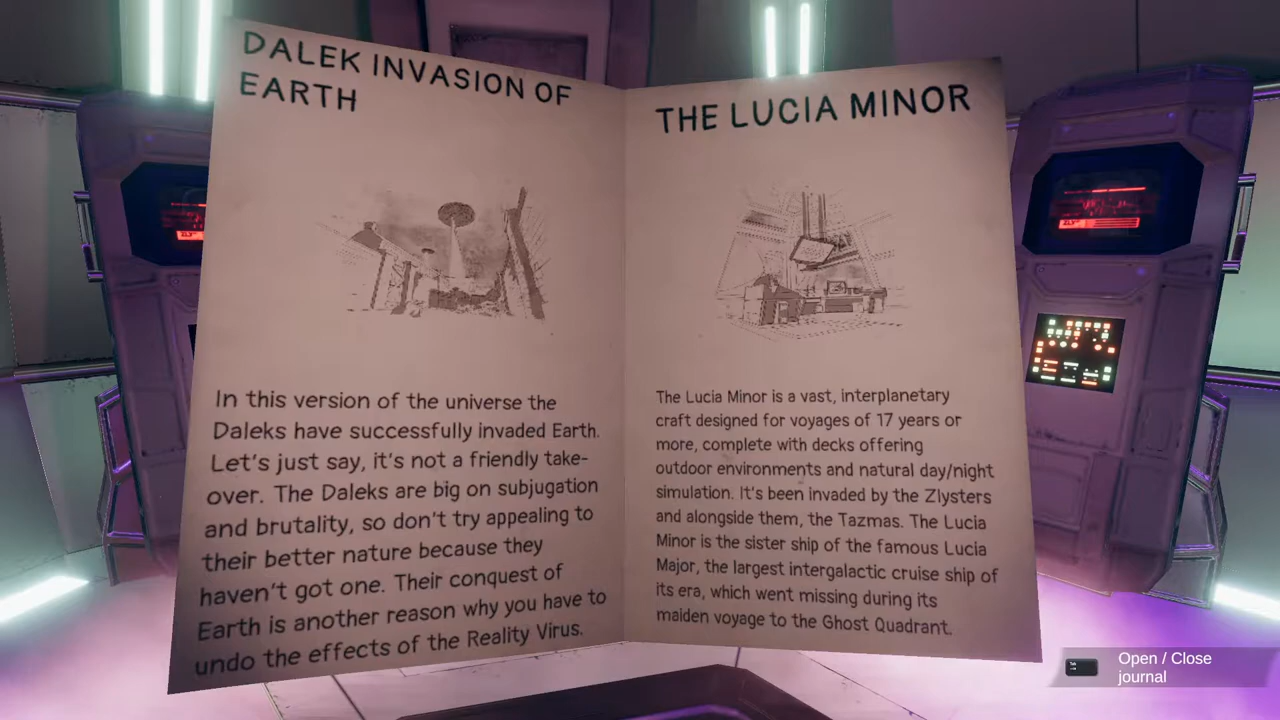 DALEK INVASION OF
EARTH
In this version of the universe the
Daleks have successfully invaded Earth.
Let's just say, it's not a friendly take-
over. The Daleks are big on subjugation
and brutality, so don't try appealing to
their better nature because they
haven't got one. Their conquest of
Earth is another reason why you have to
undo the effects of the Reality Virus.
THE LUCIA MINOR
The Lucia Minor is a vast, interplanetary
craft designed for voyages of 17 years or
more, complete with decks offering
outdoor environments and natural day/night
simulation. It's been invaded by the Zlysters
and alongside them, the Tazmas. The Lucia
Minor is the sister ship of the famous Lucia
Major, the largest intergalactic cruise ship of
its era, which went missing during its
maiden voyage to the Ghost Quadrant.
Tab
Open / Close
journal